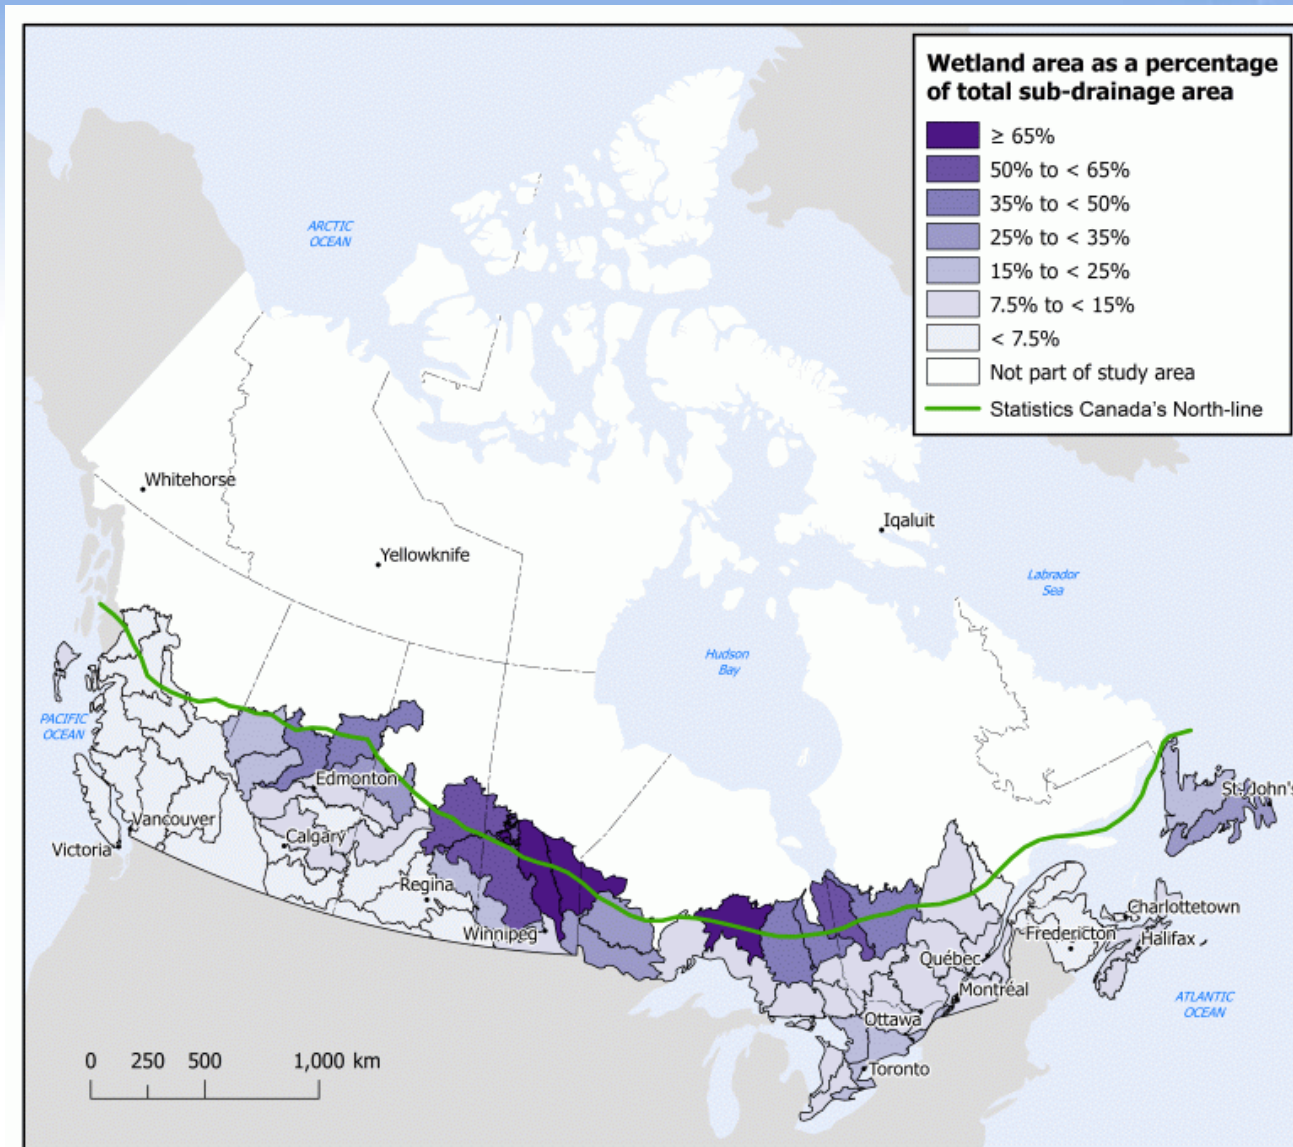 Wetland area as a percentage
of total sub-drainage area
≥ 65%
50% to < 65%
35% to < 50%
25% to < 35%
15% to < 25%
7.5% to < 15%
< 7.5%
Not part of study area
Statistics Canada's North-line
ARCTIC
OCEAN
Whitehorse
Iqaluit
Yellowknife
Labrador
Sea
Hudson
Bay
PACIFIC
OCEAN
Edmonton
St. John's
Vancouver
Calgary
Victoria
Regina
Winnipeg
Charlottetown
Fredericton
Halifax
Québec
Montréal
ATLANTIC
OCEAN
Ottawa
Toronto
0 250 500 1,000 km